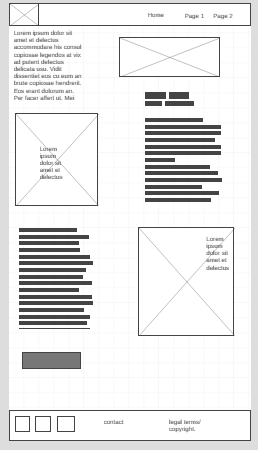 Home Page 1 Page 2
Lorem ipsum dolor sit
amet et delectus
accommodare his consul
copiosae legendos at vix
ad putent delectus
delicata usu. Vidit
dissentiet eos cu eum an
brute copiosae hendrerit.
Eos erant dolorum an.
Per facer affert ut. Mei
Lorem
ipsum
dolor sit
amet et
delectus
Lorem
ipsum
dolor sit
amet et
delectus
contact
legal terms/
copyright.